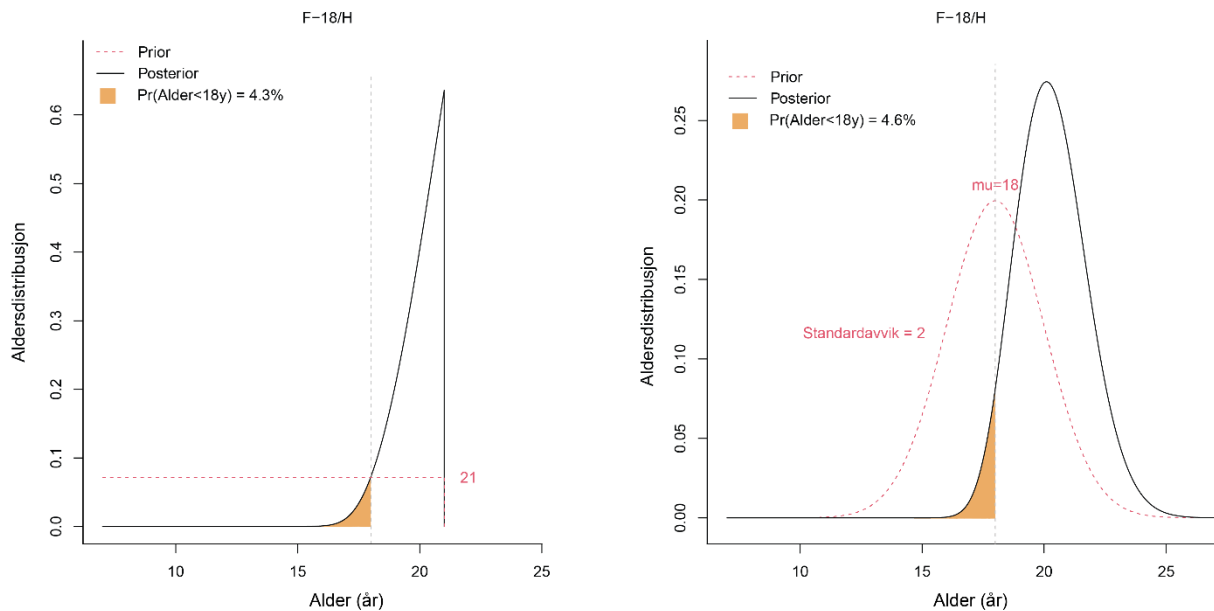 F−18/H
Prior
Posterior
Pr(Alder<18y) = 4.3%
0.6
0.5
0.4
0.3
0.2
0.1
0.0
Aldersdistribusjon
21
10
15
20
25
Alder (år)
F−18/H
Prior
Posterior
Pr(Alder<18y) = 4.6%
mu=18
Standardavvik = 2
0.25
0.20
0.15
0.10
0.05
0.00
Aldersdistribusjon
10
15
20
25
Alder (år)